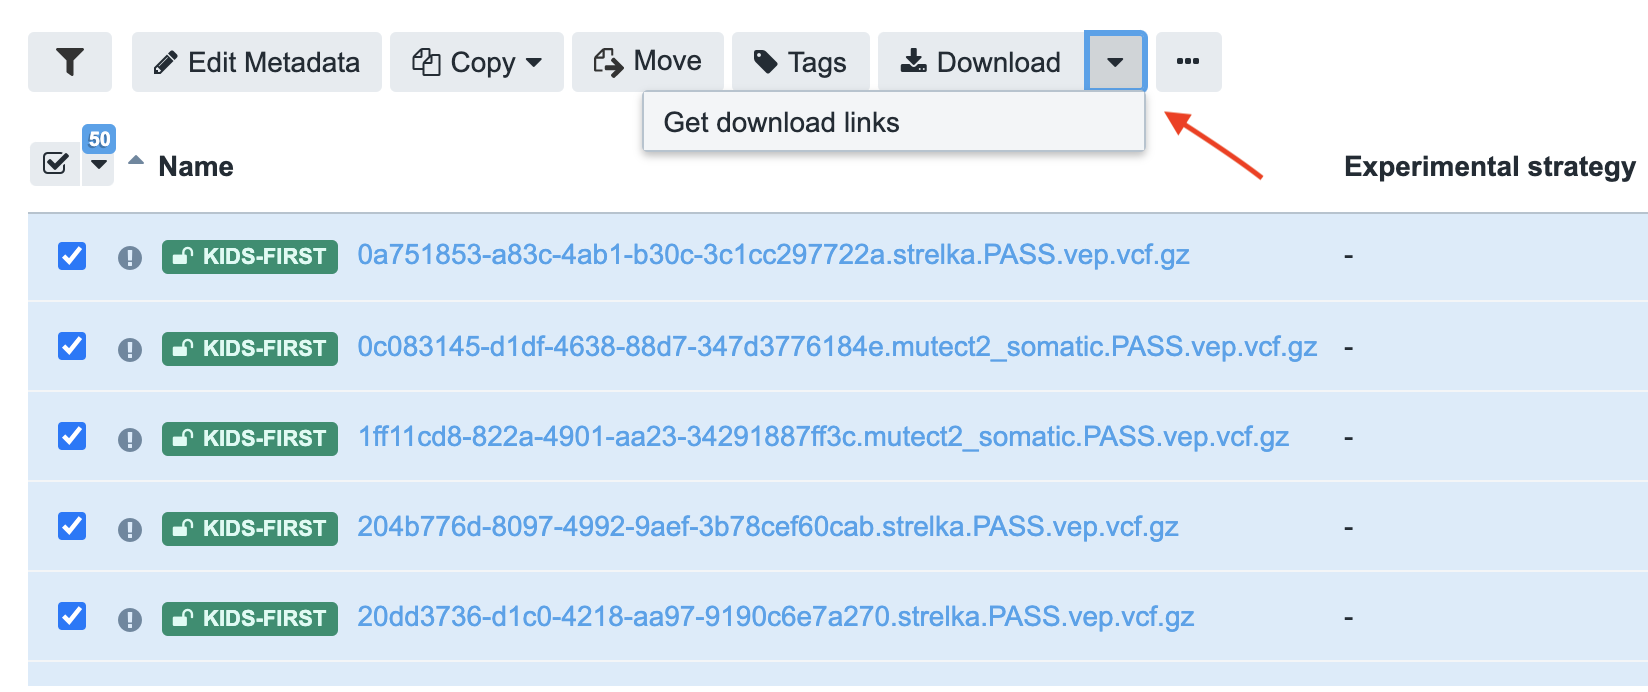 Edit Metadata Copy Move Tags Download
Get download links
50
Name Experimental strategy
KIDS-FIRST 0a751853-a83c-4ab1-b30c-3c1cc297722a.strelka.PASS.vep.vcf.gz -
KIDS-FIRST 0c083145-d1df-4638-88d7-347d3776184e.mutect2_somatic.PASS.vep.vcf.gz -
KIDS-FIRST 1ff11cd8-822a-4901-aa23-34291887ff3c.mutect2_somatic.PASS.vep.vcf.gz -
KIDS-FIRST 204b776d-8097-4992-9aef-3b78cef60cab.strelka.PASS.vep.vcf.gz -
KIDS-FIRST 20dd3736-d1c0-4218-aa97-9190c6e7a270.strelka.PASS.vep.vcf.gz -